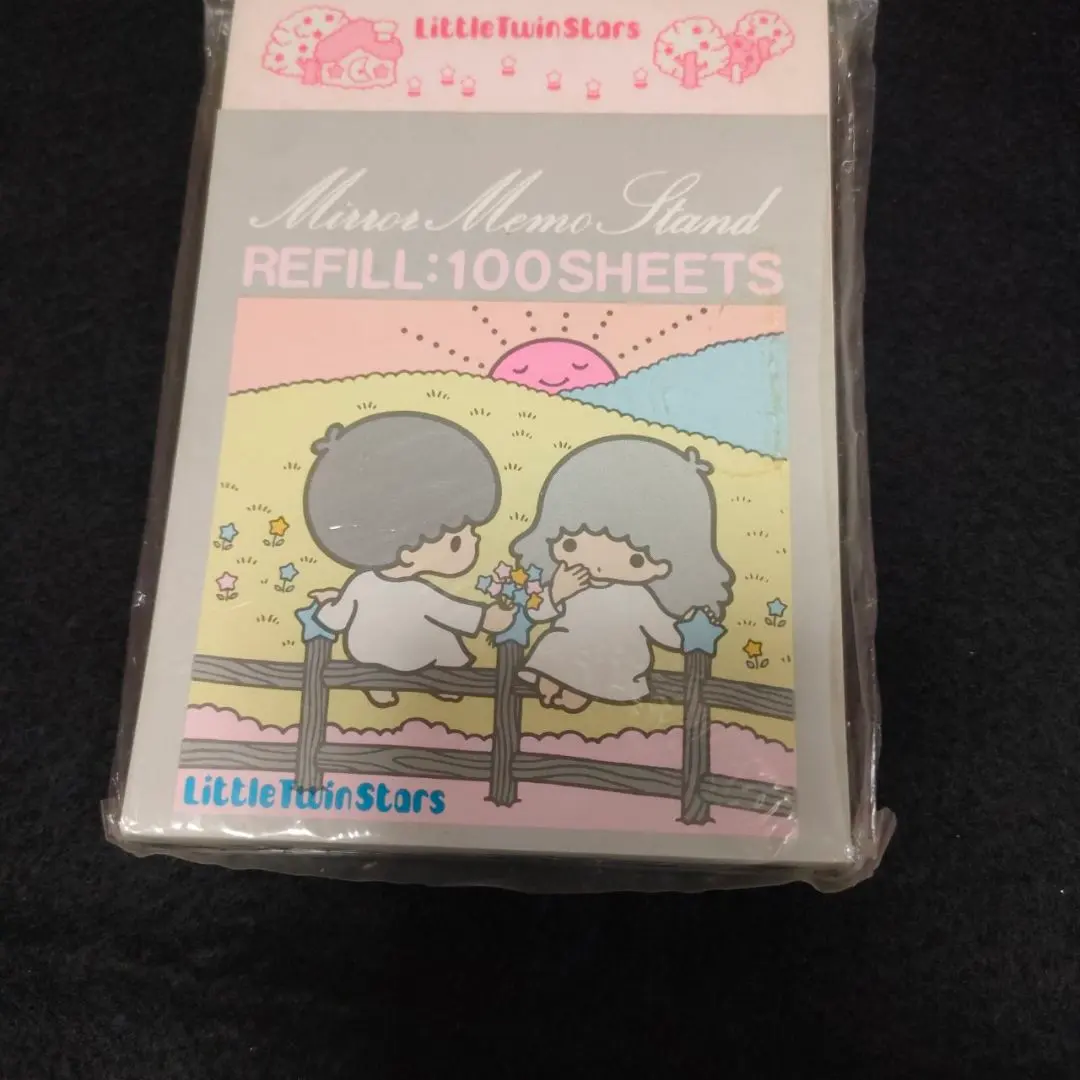 LittleTwinStars
Mirror Memo Stand
REFILL:100SHEETS
LittleTwinStars